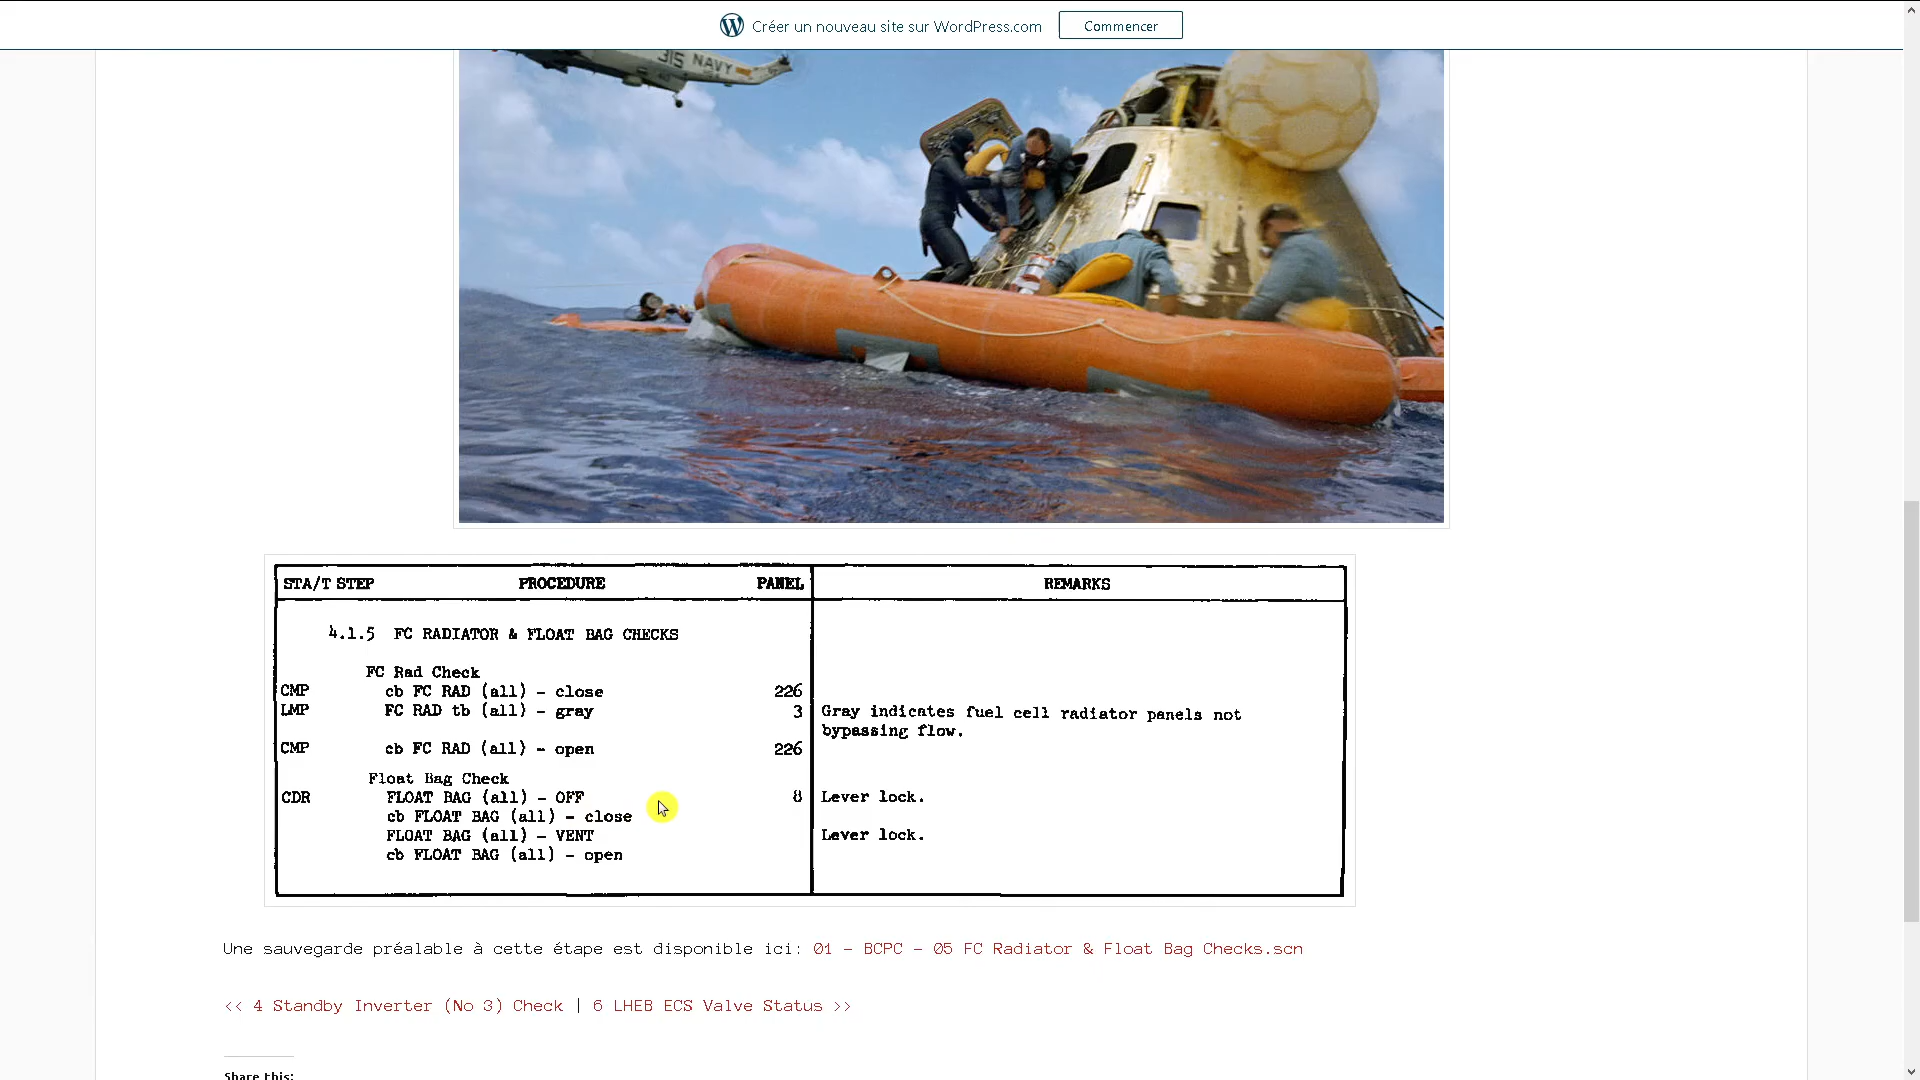 Créer un nouveau site sur WordPress.com
Commencer
315 NAVY
STA/T STEP PROCEDURE PANEL REMARKS
4.1.5 FC RADIATOR & FLOAT BAG CHECKS
FC Rad Check
CMP cb FC RAD (all) - close 226
LMP FC RAD tb (all) - gray 3 Gray indicates fuel cell radiator panels not
bypassing flow.
CMP cb FC RAD (all) - open 226
Float Bag Check
CDR FLOAT BAG (all) - OFF 8 Lever lock.
cb FLOAT BAG (all) - close
FLOAT BAG (all) - VENT Lever lock.
cb FLOAT BAG (all) - open
Une sauvegarde préalable à cette étape est disponible ici: 01 - BCPC - 05 FC Radiator & Float Bag Checks.scn
<< 4 Standby Inverter (No 3) Check | 6 LHEB ECS Valve Status >>
Share this: